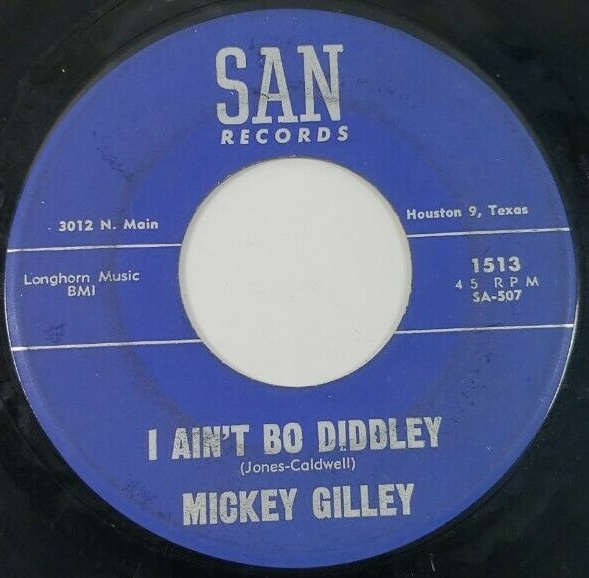 SAN
RECORDS
3012 N. Main
Houston 9, Texas
Longhorn Music
BMI
1513
45 RPM
SA-507
I AIN'T BO DIDDLEY
(Jones-Caldwell)
MICKEY GILLEY